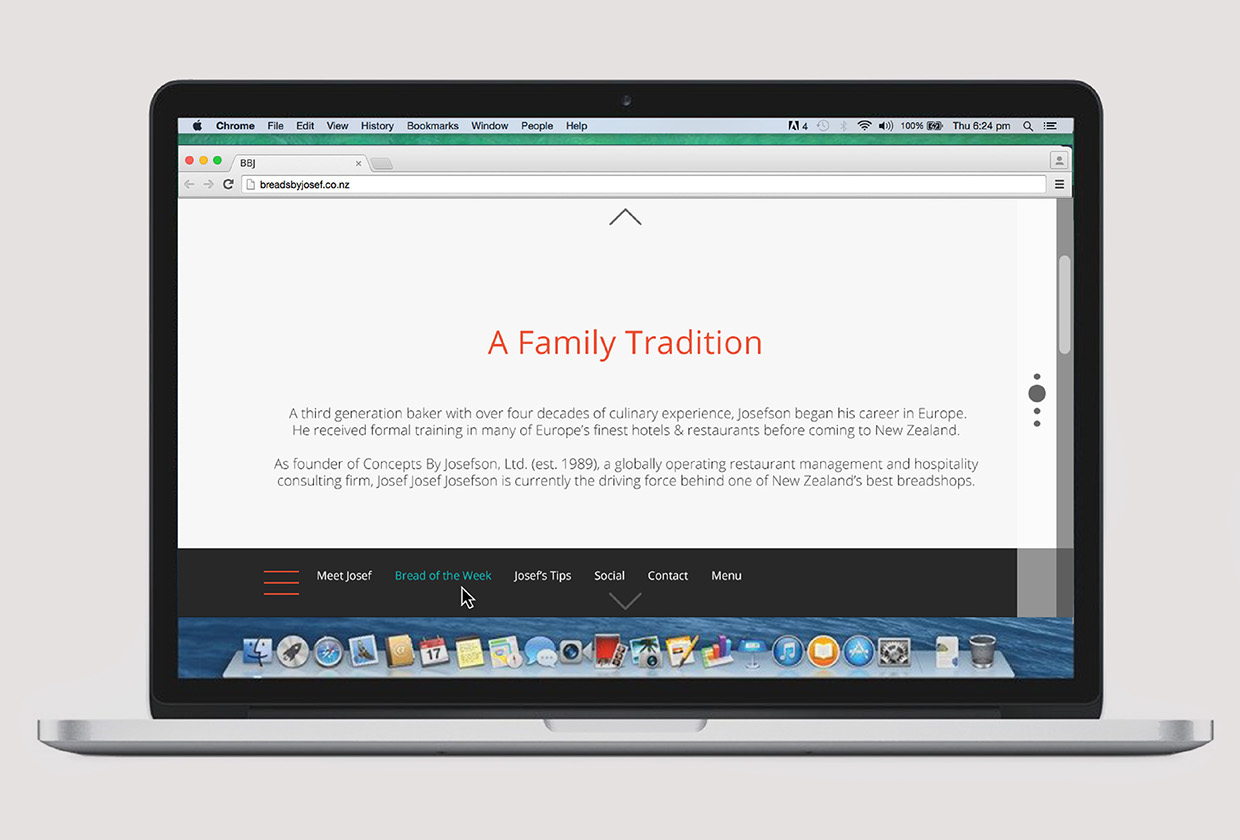 Chrome File Edit View History Bookmarks Window People Help 4 100% Thu 6:24 pm
BBJ
breadsbyjosef.co.nz
A Family Tradition
A third generation baker with over four decades of culinary experience, Josefson began his career in Europe.
He received formal training in many of Europe's finest hotels & restaurants before coming to New Zealand.
As founder of Concepts By Josefson, Ltd. (est. 1989), a globally operating restaurant management and hospitality
consulting firm, Josef Josef Josefson is currently the driving force behind one of New Zealand's best breadshops.
Meet Josef Bread of the Week Josef's Tips Social Contact Menu
17